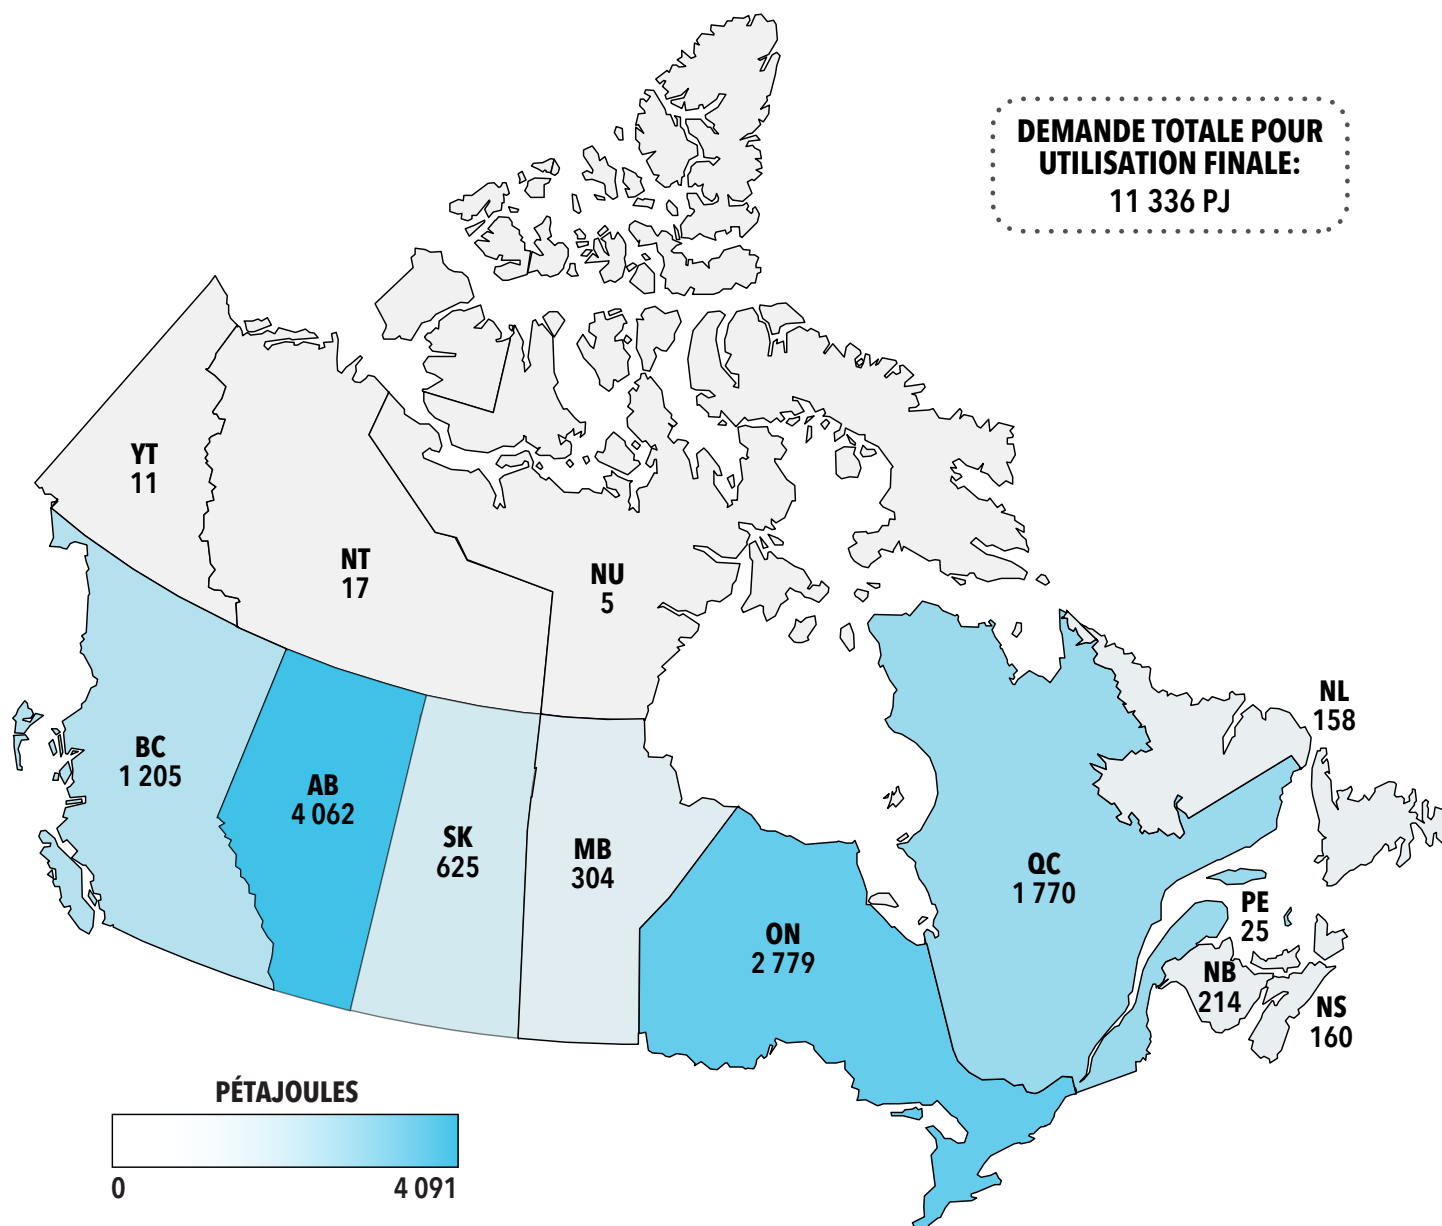 DEMANDE TOTALE POUR
UTILISATION FINALE:
11 336 PJ
YT
11
NT
17
NU
5
NL
158
BC
1 205
AB
4 062
SK
625
MB
304
QC
1 770
PE
25
ON
2 779
NB
214
NS
160
PÉTAJOULES
0
4 091